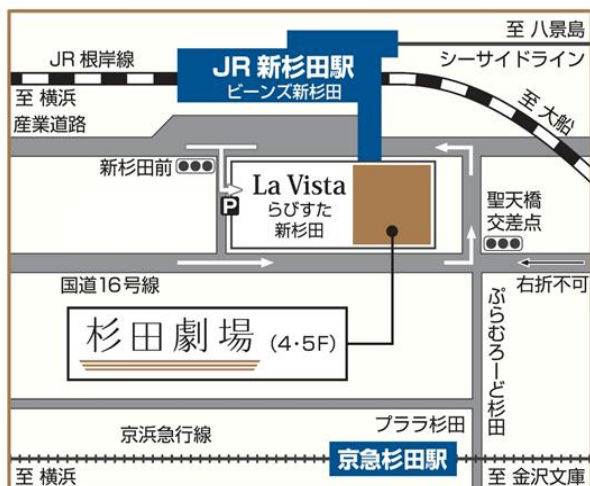 至 八景島
JR 根岸線
JR 新杉田駅
シーサイドライン
ビーンズ新杉田
至 横浜
至 大船
産業道路
新杉田前
La Vista
P
らびすた
新杉田
聖天橋
交差点
国道16号線
右折不可
杉田劇場 (4・5F)
ぷらむろーど杉田
プララ杉田
京浜急行線
京急杉田駅
至 横浜
至 金沢文庫